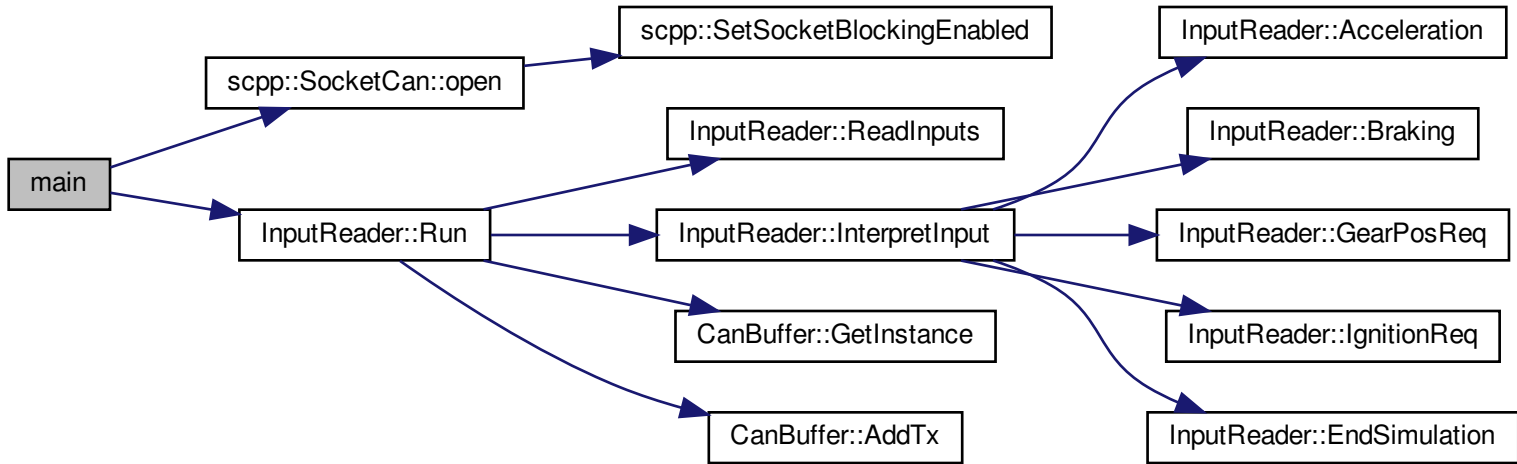 scpp::SetSocketBlockingEnabled
InputReader::Acceleration
scpp::SocketCan::open
InputReader::ReadInputs
InputReader::Braking
main
InputReader::Run
InputReader::InterpretInput
InputReader::GearPosReq
CanBuffer::GetInstance
InputReader::IgnitionReq
CanBuffer::AddTx
InputReader::EndSimulation